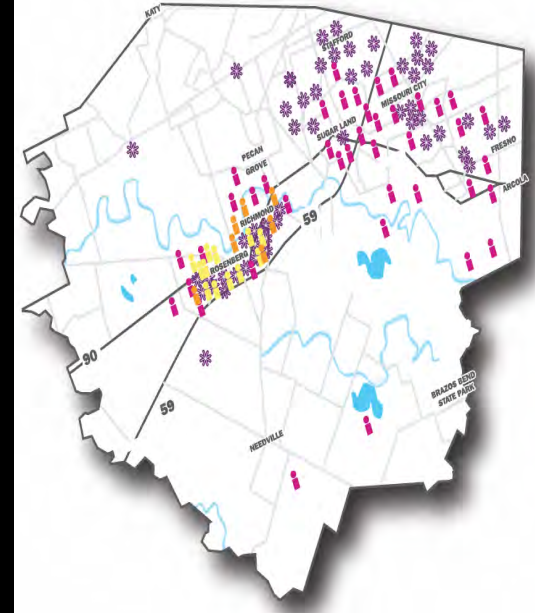 KATY
STAFFORD
MISSOURI CITY
SUGAR LAND
PECAN
GROVE
FRESNO
ARCOLA
RICHMOND
59
ROSENBERG
90
59
BRAZOS BEND
STATE PARK
NEEDVILLE